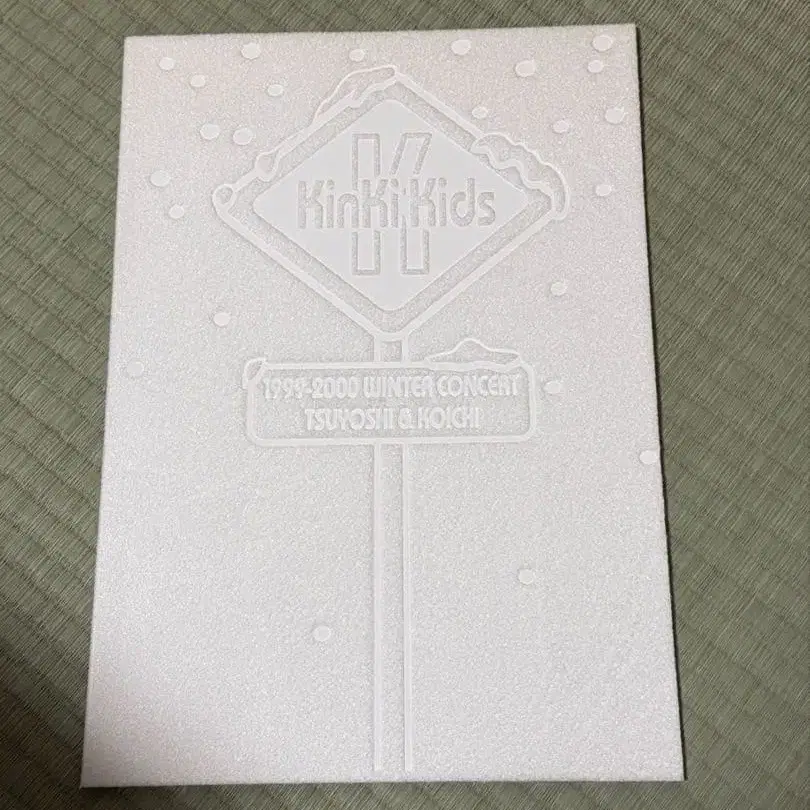 K
KinKi Kids
1999-2000 WINTER CONCERT
TSUYOSHI & KOICHI